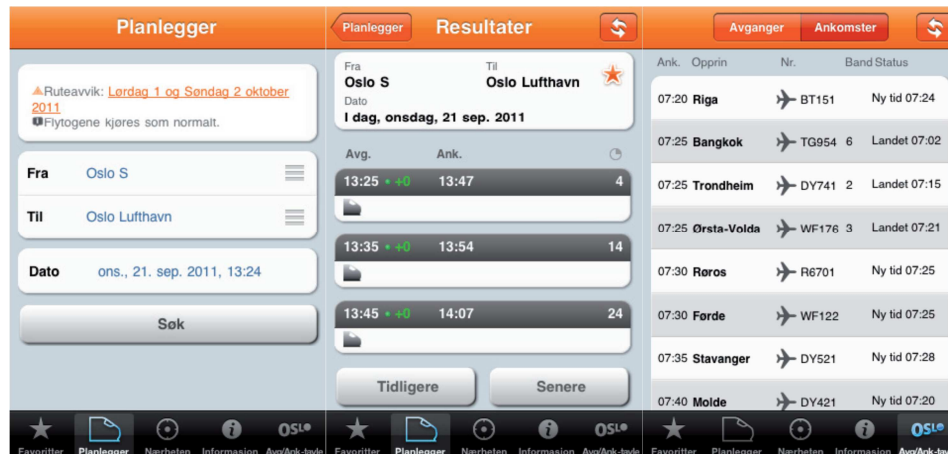 Planlegger
Ruteavvik: Lørdag 1 og Søndag 2 oktober
2011
Flytogene kjøres som normalt.
Fra Oslo S
Til Oslo Lufthavn
Dato ons., 21. sep. 2011, 13:24
Søk
Favoritter Planlegger Nærheten Informasjon Avg/Ank-tavle
OSL
Planlegger Resultater
Fra Til
Oslo S Oslo Lufthavn
Dato
I dag, onsdag, 21 sep. 2011
Avg. Ank.
13:25 • +0 13:47 4
13:35 • +0 13:54 14
13:45 • +0 14:07 24
Tidligere Senere
OSL
Favoritter Planlegger Nærheten Informasjon Avg/Ank-tavle
Avganger Ankomster
Ank. Opprin Nr. Band Status
07:20 Riga BT151 Ny tid 07:24
07:25 Bangkok TG954 6 Landet 07:02
07:25 Trondheim DY741 2 Landet 07:15
07:25 Ørsta-Volda WF176 3 Landet 07:21
07:30 Røros R6701 Ny tid 07:25
07:30 Førde WF122 Ny tid 07:25
07:35 Stavanger DY521 Ny tid 07:28
07:40 Molde DY421 Ny tid 07:20
OSL
Favoritter Planlegger Nærheten Informasjon Avg/Ank-tav